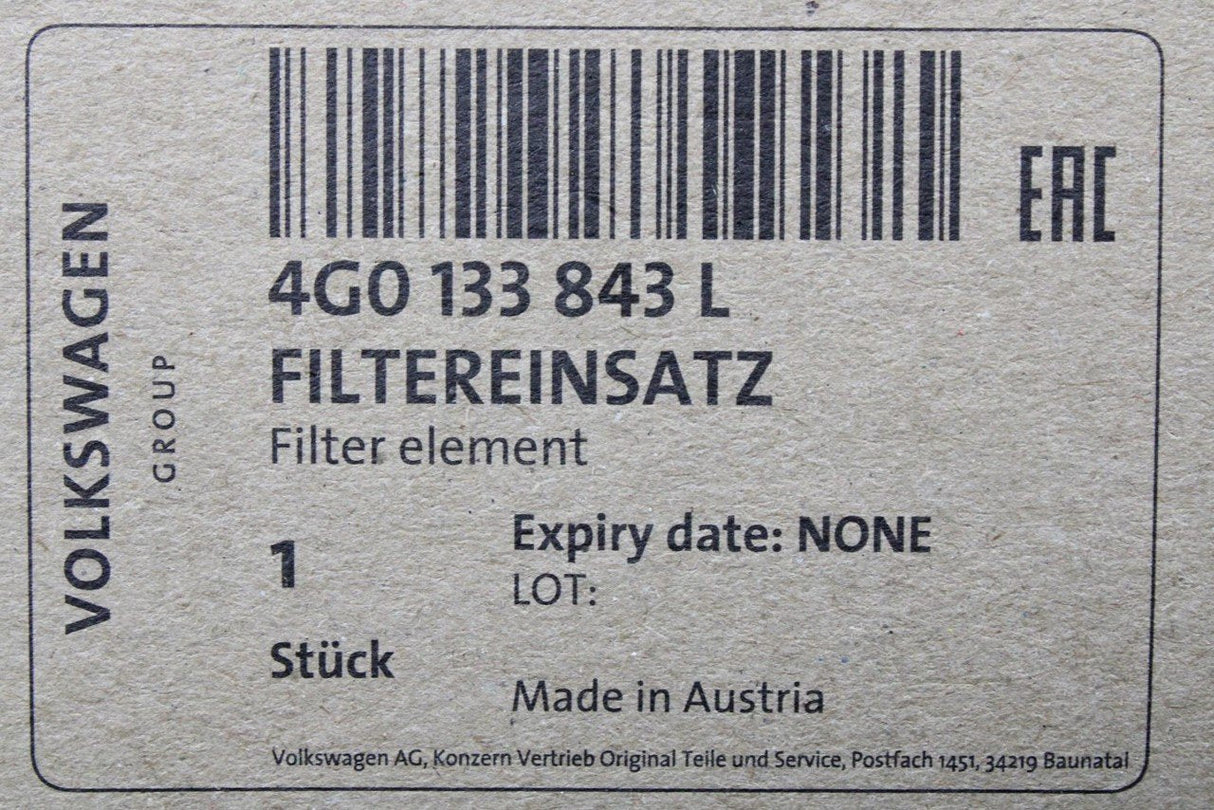 VOLKSWAGEN
GROUP
EAC
4G0 133 843 L
FILTEREINSATZ
Filter element
1
Expiry date: NONE
LOT:
Stück
Made in Austria
Volkswagen AG, Konzern Vertrieb Original Teile und Service, Postfach 1451, 34219 Baunatal